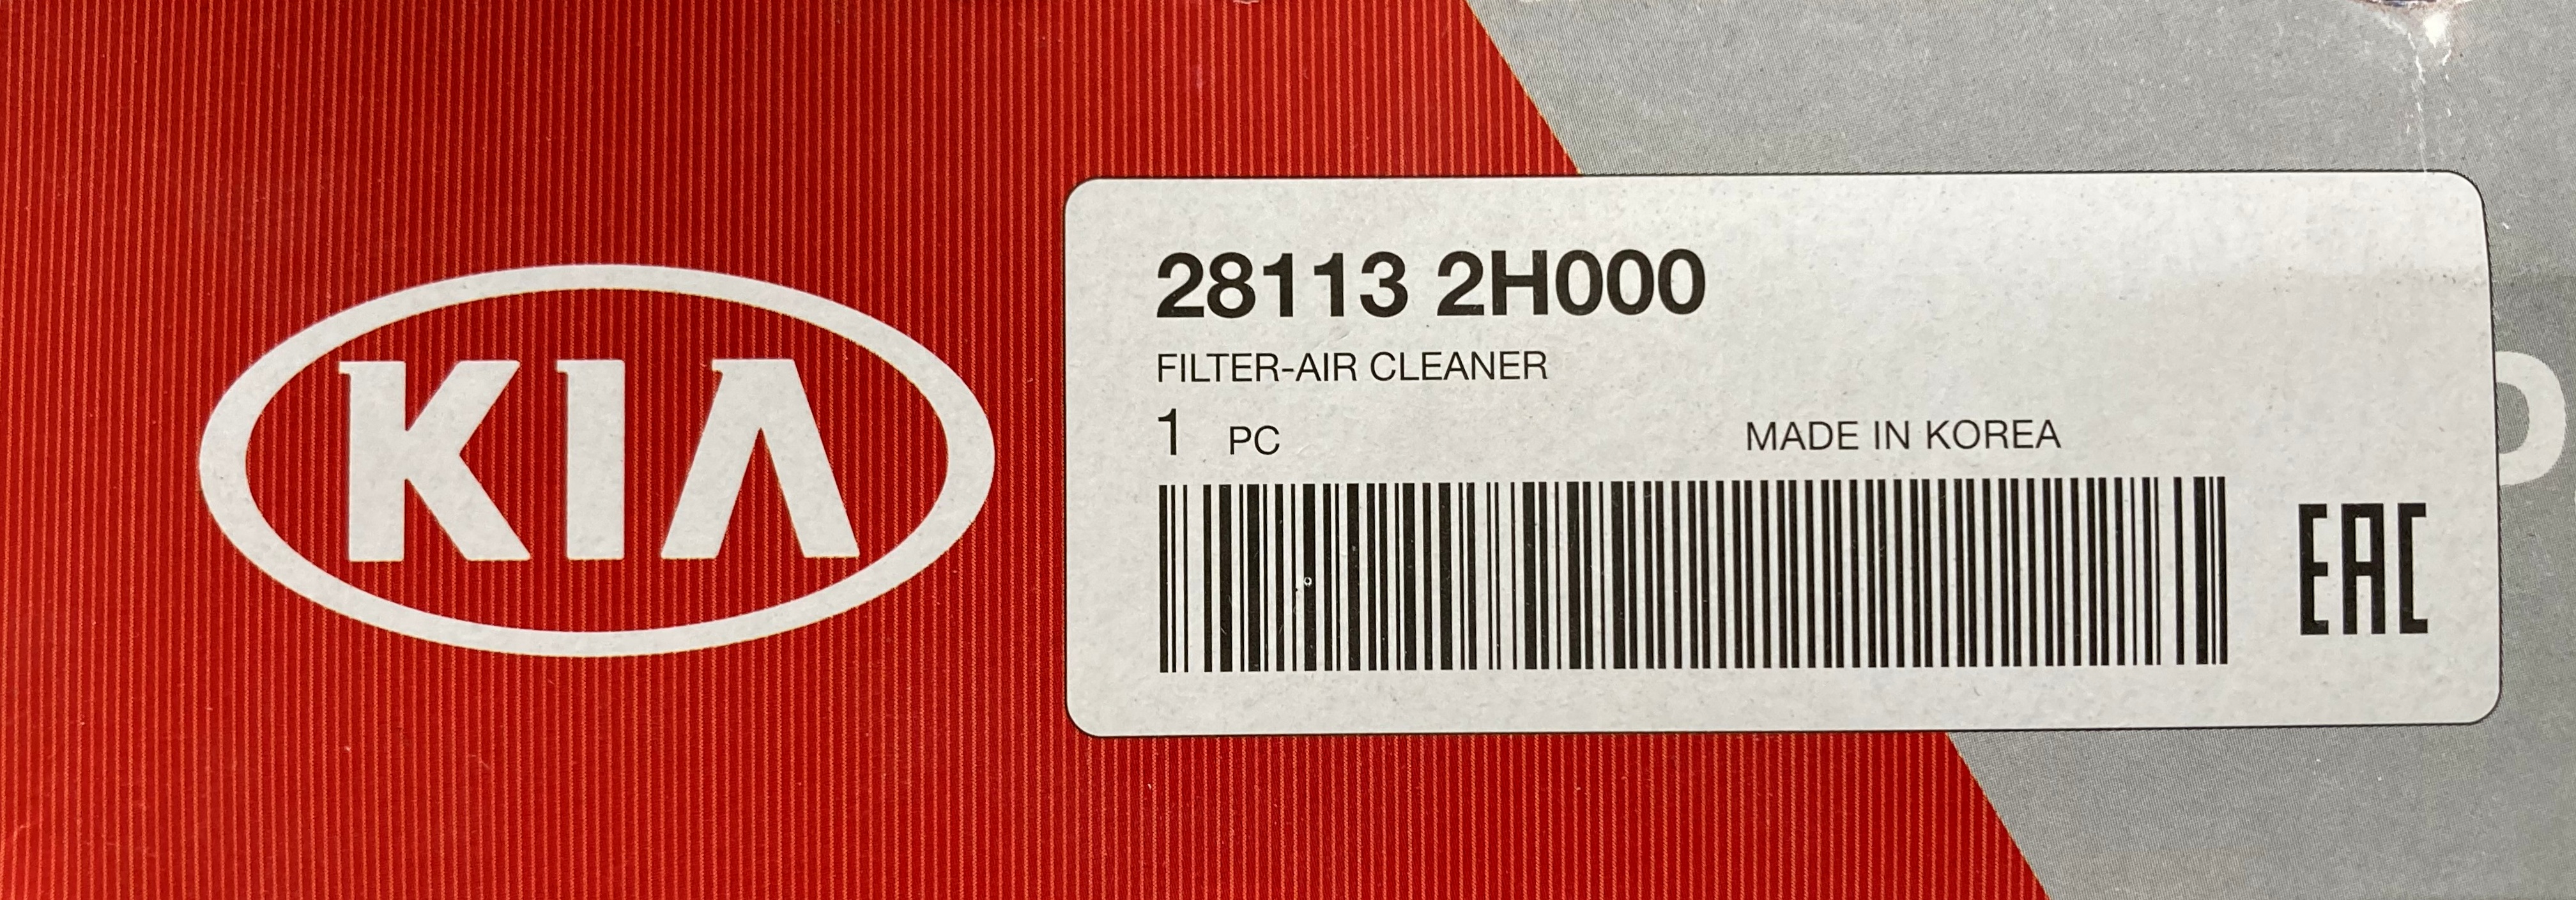 KIA
28113 2H000
FILTER-AIR CLEANER
1 PC
MADE IN KOREA
EAC